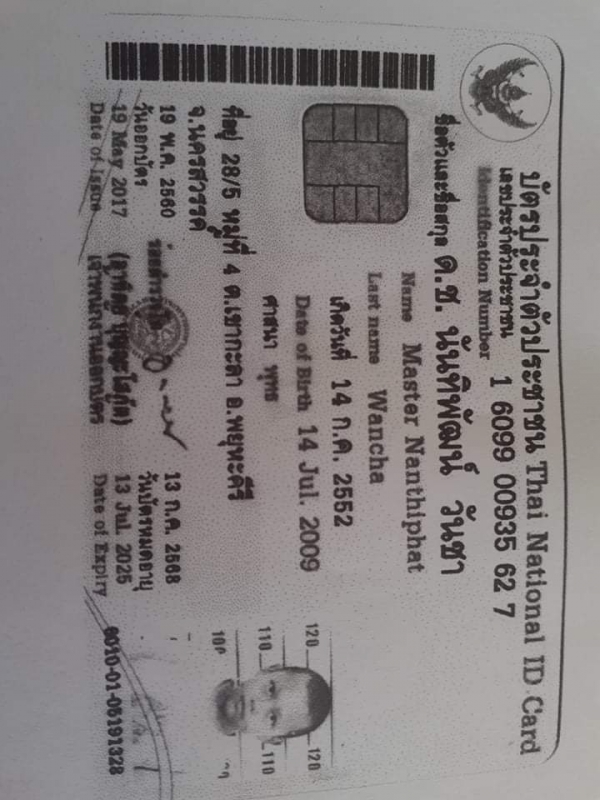 บัตรประจำตัวประชาชน Thai National ID Card
เลขประจำตัวประชาชน 1 6099 00935 62 7
Identification Number
ชื่อตัวและชื่อสกุล ด.ช. นันทิพัฒน์ วันชา
Name Master Nanthiphat
Last name Wancha
เกิดวันที่ 14 ก.ค. 2552
Date of Birth 14 Jul. 2009
ศาสนา พุทธ
ที่อยู่ 28/5 หมู่ที่ 4 ต.เขากะลา อ.พยุหะคีรี
จ.นครสวรรค์
19 พ.ค. 2560
วันออกบัตร
19 May 2017
Date of Issue
เจ้าพนักงานออกบัตร
13 ก.ค. 2568
วันบัตรหมดอายุ
13 Jul. 2025
Date of Expiry
120 120
110 110
6010-01-05191328